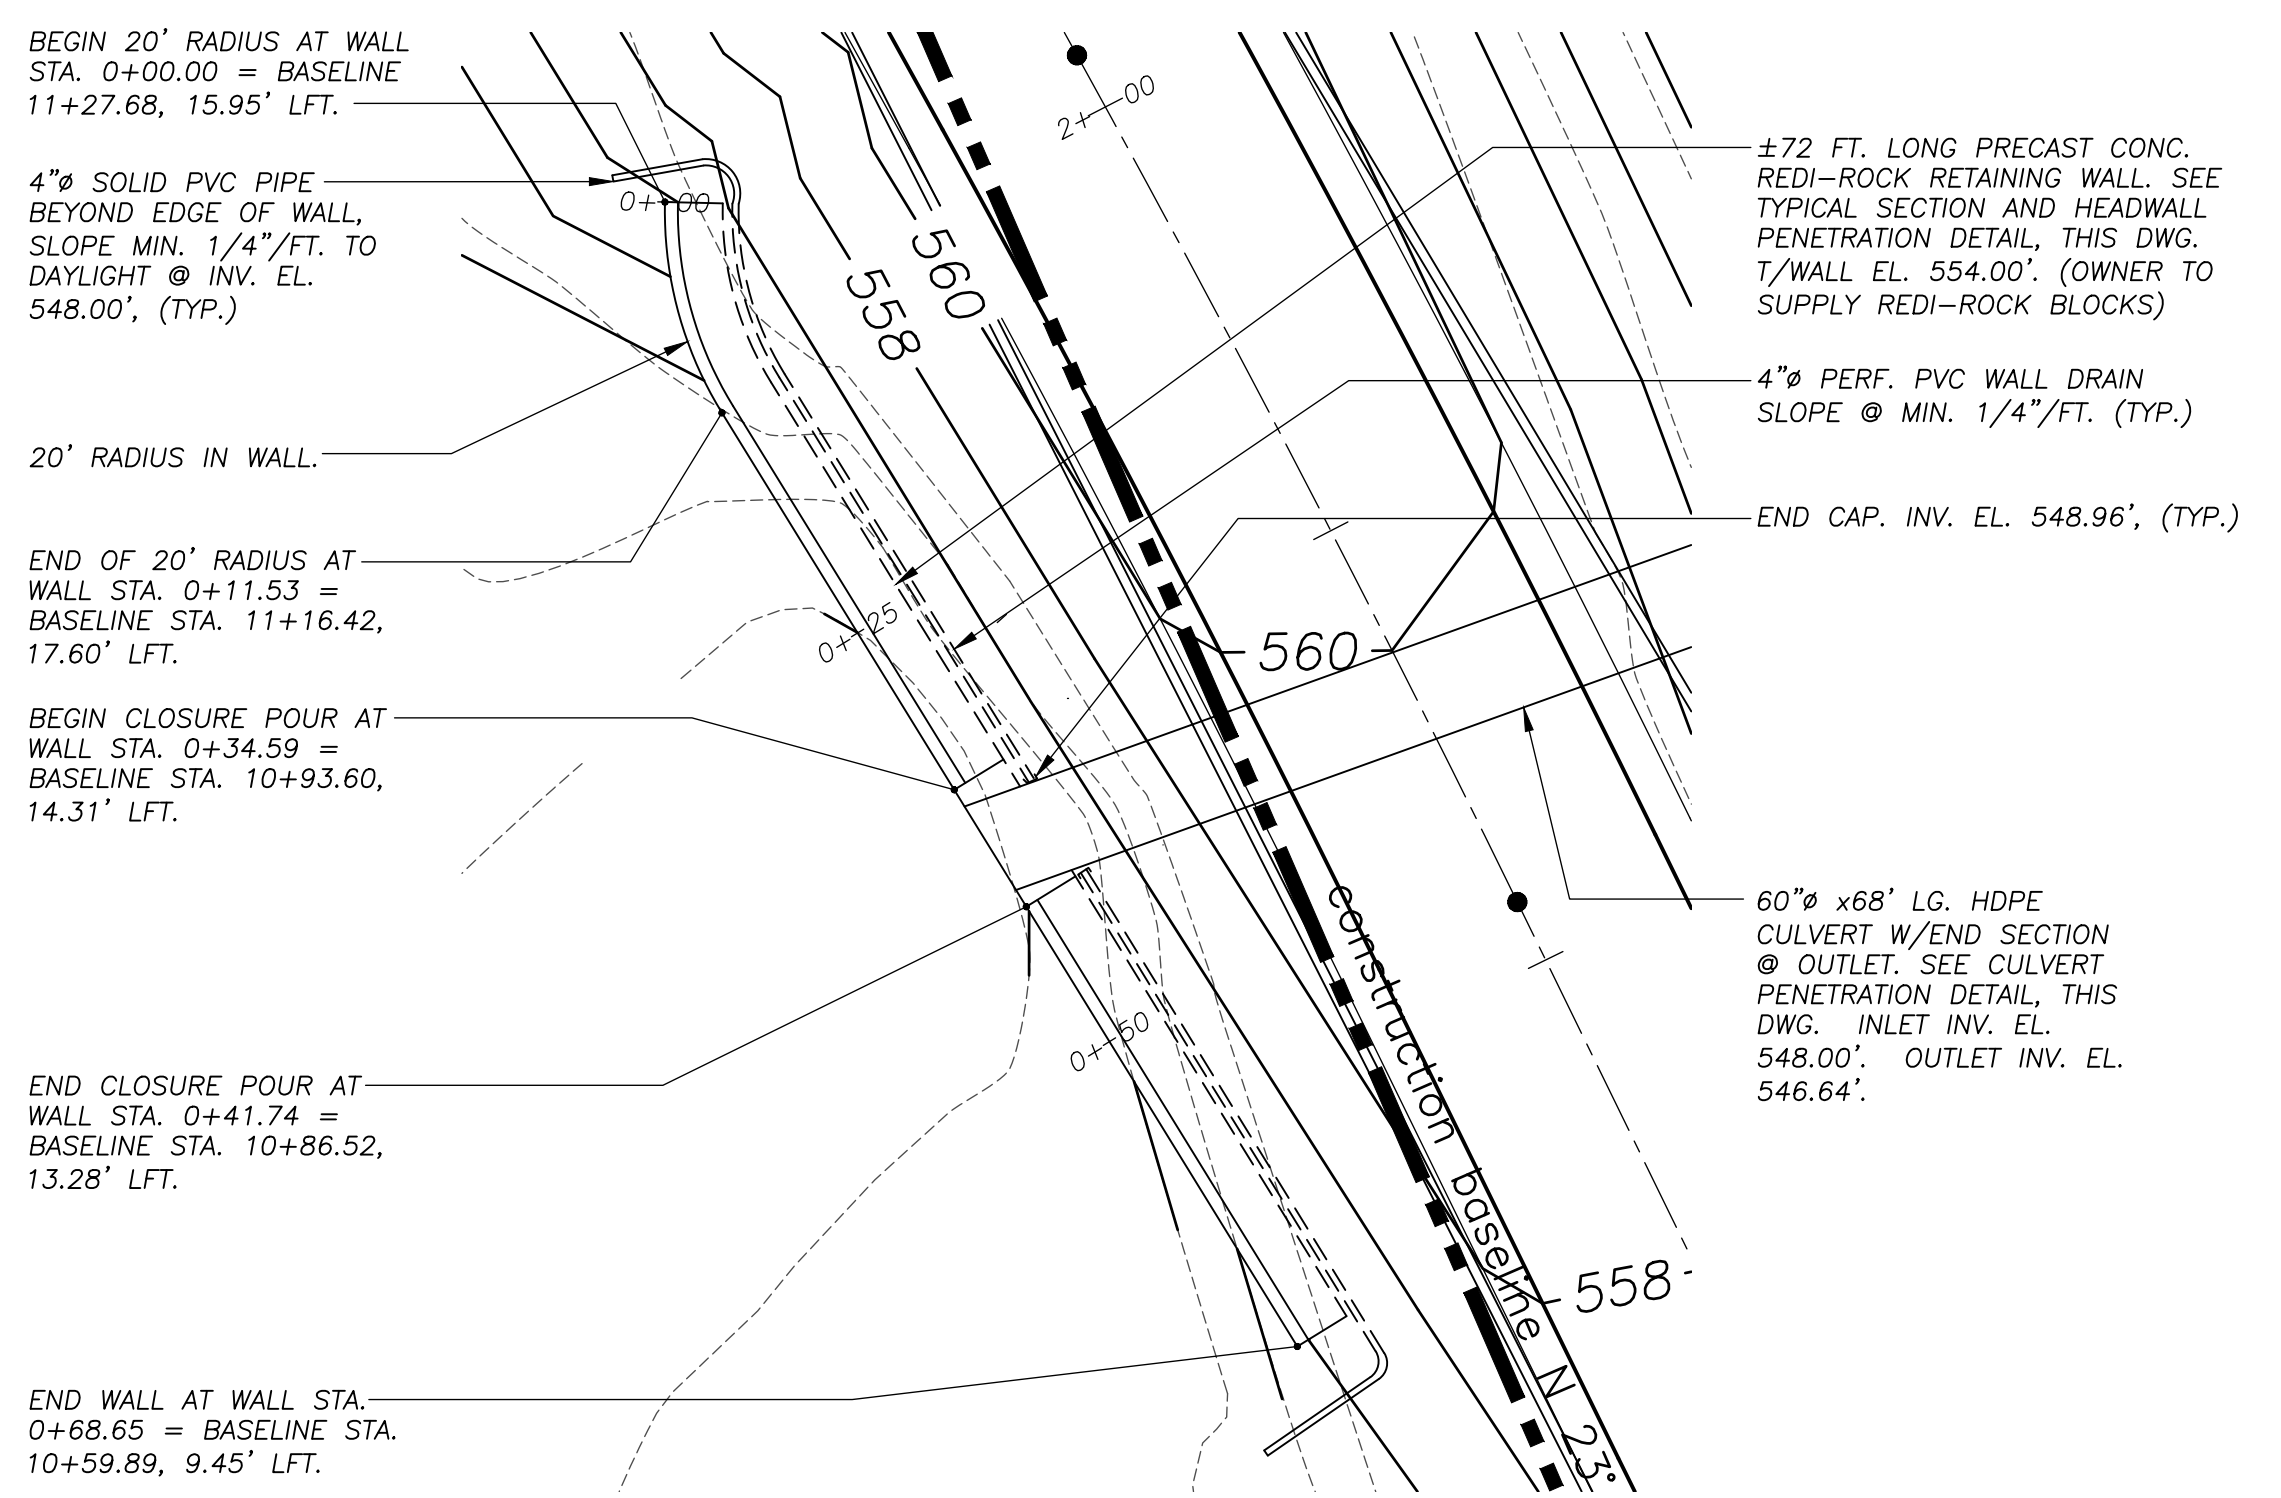 BEGIN 20' RADIUS AT WALL
STA. 0+00.00 = BASELINE
11+27.68, 15.95' LFT.
4"ø SOLID PVC PIPE
BEYOND EDGE OF WALL,
SLOPE MIN. 1/4"/FT. TO
DAYLIGHT @ INV. EL.
548.00', (TYP.)
20' RADIUS IN WALL.
END OF 20' RADIUS AT
WALL STA. 0+11.53 =
BASELINE STA. 11+16.42,
17.60' LFT.
BEGIN CLOSURE POUR AT
WALL STA. 0+34.59 =
BASELINE STA. 10+93.60,
14.31' LFT.
END CLOSURE POUR AT
WALL STA. 0+41.74 =
BASELINE STA. 10+86.52,
13.28' LFT.
END WALL AT WALL STA.
0+68.65 = BASELINE STA.
10+59.89, 9.45' LFT.
2+00
0+00
560
558
0+25
560
0+50
558
construction baseline N 23°
±72 FT. LONG PRECAST CONC.
REDI-ROCK RETAINING WALL. SEE
TYPICAL SECTION AND HEADWALL
PENETRATION DETAIL, THIS DWG.
T/WALL EL. 554.00'. (OWNER TO
SUPPLY REDI-ROCK BLOCKS)
4"ø PERF. PVC WALL DRAIN
SLOPE @ MIN. 1/4"/FT. (TYP.)
END CAP. INV. EL. 548.96', (TYP.)
60"ø x68' LG. HDPE
CULVERT W/END SECTION
@ OUTLET. SEE CULVERT
PENETRATION DETAIL, THIS
DWG. INLET INV. EL.
548.00'. OUTLET INV. EL.
546.64'.